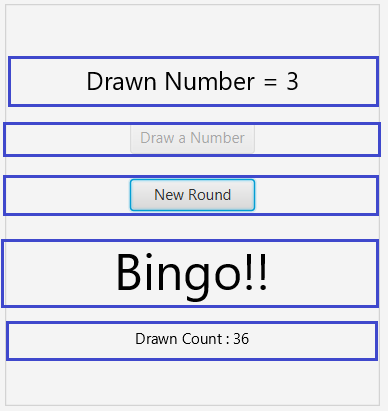 Drawn Number = 3
Draw a Number
New Round
Bingo!!
Drawn Count : 36